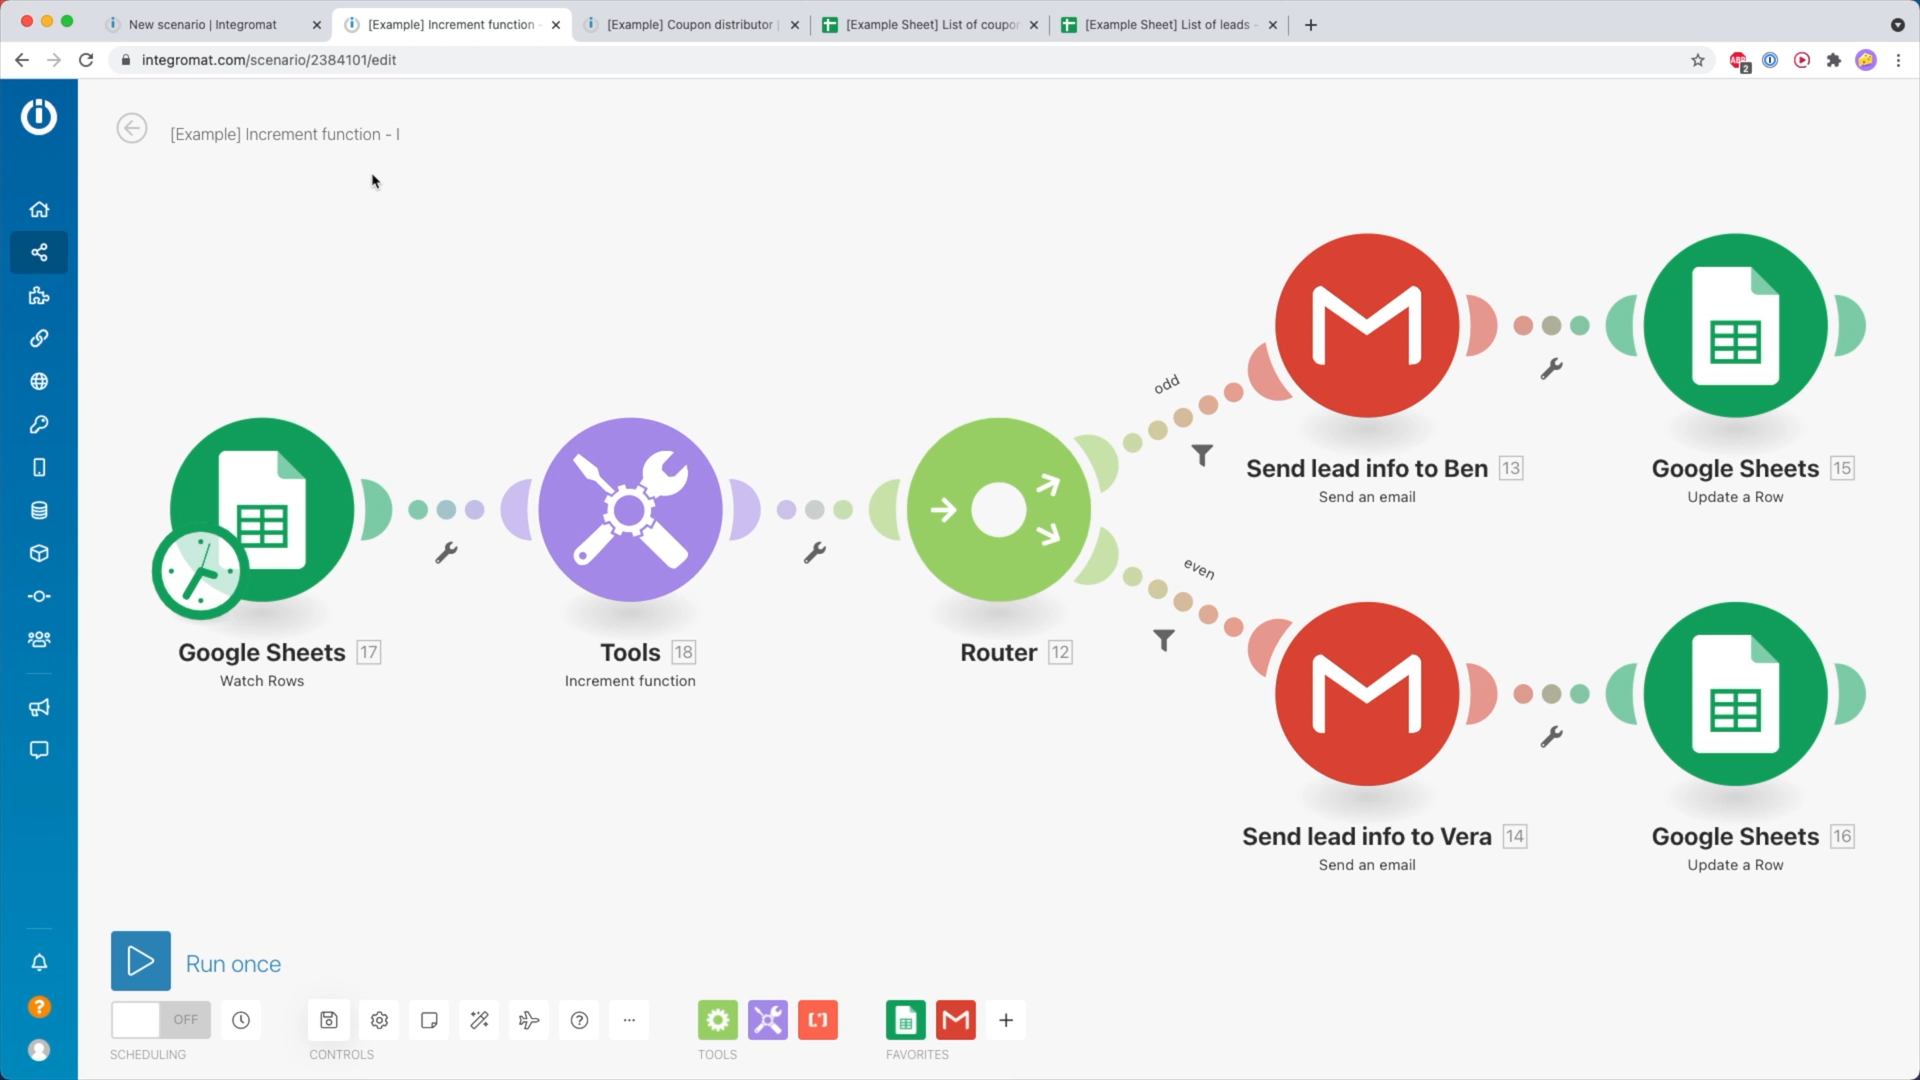 New scenario | Integromat
[Example] Increment function -
[Example] Coupon distributor |
[Example Sheet] List of coupon
[Example Sheet] List of leads -
integromat.com/scenario/2384101/edit
ABP
2
[Example] Increment function - I
odd
Send lead info to Ben 13
Send an email
Google Sheets 15
Update a Row
even
Google Sheets 17
Watch Rows
Tools 18
Increment function
Router 12
Send lead info to Vera 14
Send an email
Google Sheets 16
Update a Row
Run once
OFF
SCHEDULING
CONTROLS
TOOLS
FAVORITES